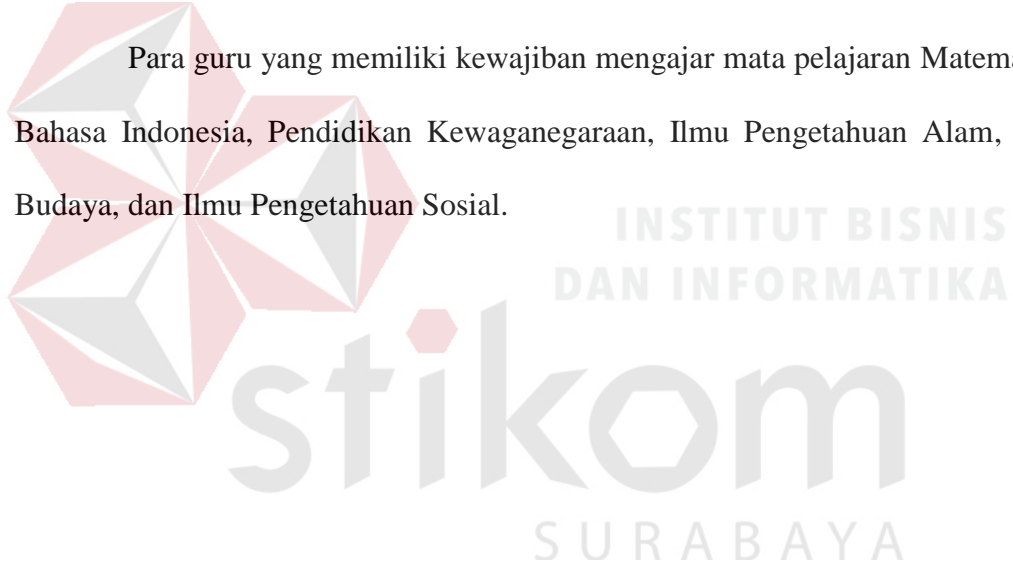 Para guru yang memiliki kewajiban mengajar mata pelajaran Matema
Bahasa Indonesia, Pendidikan Kewaganegaraan, Ilmu Pengetahuan Alam,
Budaya, dan Ilmu Pengetahuan Sosial.
INSTITUT BISNIS
DAN INFORMATIKA
stikom
SURABAYA